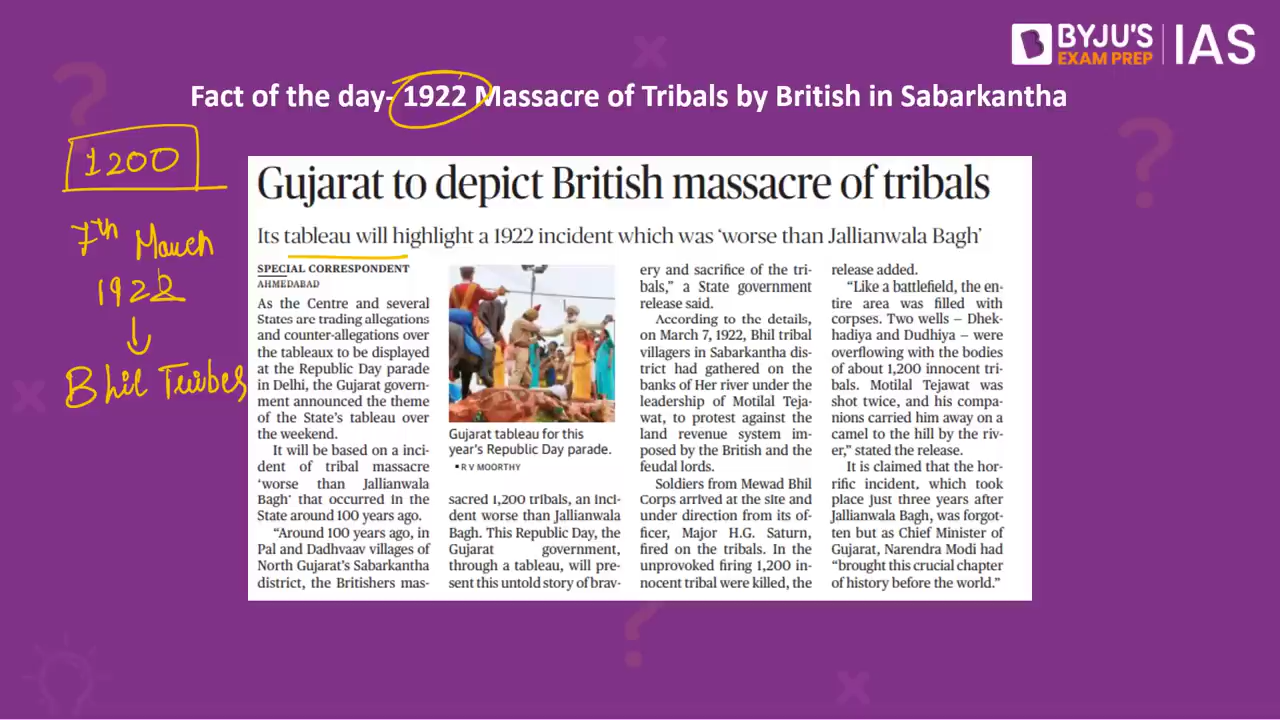 BYJU'S
EXAM PREP
IAS
Fact of the day- 1922 Massacre of Tribals by British in Sabarkantha
1200
7th March
1922
Bhil Tribes
Gujarat to depict British massacre of tribals
Its tableau will highlight a 1922 incident which was ‘worse than Jallianwala Bagh’
SPECIAL CORRESPONDENT
AHMEDABAD
As the Centre and several
States are trading allegations
and counter-allegations over
the tableaux to be displayed
at the Republic Day parade
in Delhi, the Gujarat govern-
ment announced the theme
of the State's tableau over
the weekend.
It will be based on a inci-
dent of tribal massacre
‘worse than Jallianwala
Bagh’ that occurred in the
State around 100 years ago.
“Around 100 years ago, in
Pal and Dadhvaav villages of
North Gujarat's Sabarkantha
district, the Britishers mas-
Gujarat tableau for this
year's Republic Day parade.
▪ R V MOORTHY
sacred 1,200 tribals, an inci-
dent worse than Jallianwala
Bagh. This Republic Day, the
Gujarat government,
through a tableau, will pre-
sent this untold story of brav-
ery and sacrifice of the tri-
bals,” a State government
release said.
According to the details,
on March 7, 1922, Bhil tribal
villagers in Sabarkantha dis-
trict had gathered on the
banks of Her river under the
leadership of Motilal Teja-
wat, to protest against the
land revenue system im-
posed by the British and the
feudal lords.
Soldiers from Mewad Bhil
Corps arrived at the site and
under direction from its of-
ficer, Major H.G. Saturn,
fired on the tribals. In the
unprovoked firing 1,200 in-
nocent tribal were killed, the
release added.
“Like a battlefield, the en-
tire area was filled with
corpses. Two wells – Dhek-
hadiya and Dudhiya – were
overflowing with the bodies
of about 1,200 innocent tri-
bals. Motilal Tejawat was
shot twice, and his compa-
nions carried him away on a
camel to the hill by the riv-
er,” stated the release.
It is claimed that the hor-
rific incident, which took
place just three years after
Jallianwala Bagh, was forgot-
ten but as Chief Minister of
Gujarat, Narendra Modi had
“brought this crucial chapter
of history before the world.”